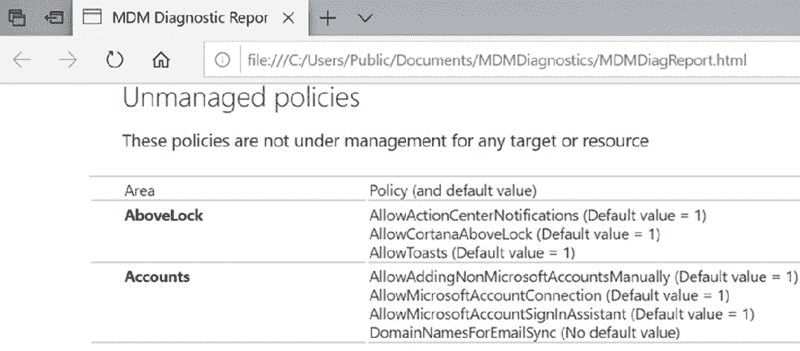 MDM Diagnostic Repor
file:///C:/Users/Public/Documents/MDMDiagnostics/MDMDiagReport.html
Unmanaged policies
These policies are not under management for any target or resource
Area Policy (and default value)
AboveLock AllowActionCenterNotifications (Default value = 1)
AllowCortanaAboveLock (Default value = 1)
AllowToasts (Default value = 1)
Accounts AllowAddingNonMicrosoftAccountsManually (Default value = 1)
AllowMicrosoftAccountConnection (Default value = 1)
AllowMicrosoftAccountSignInAssistant (Default value = 1)
DomainNamesForEmailSync (No default value)